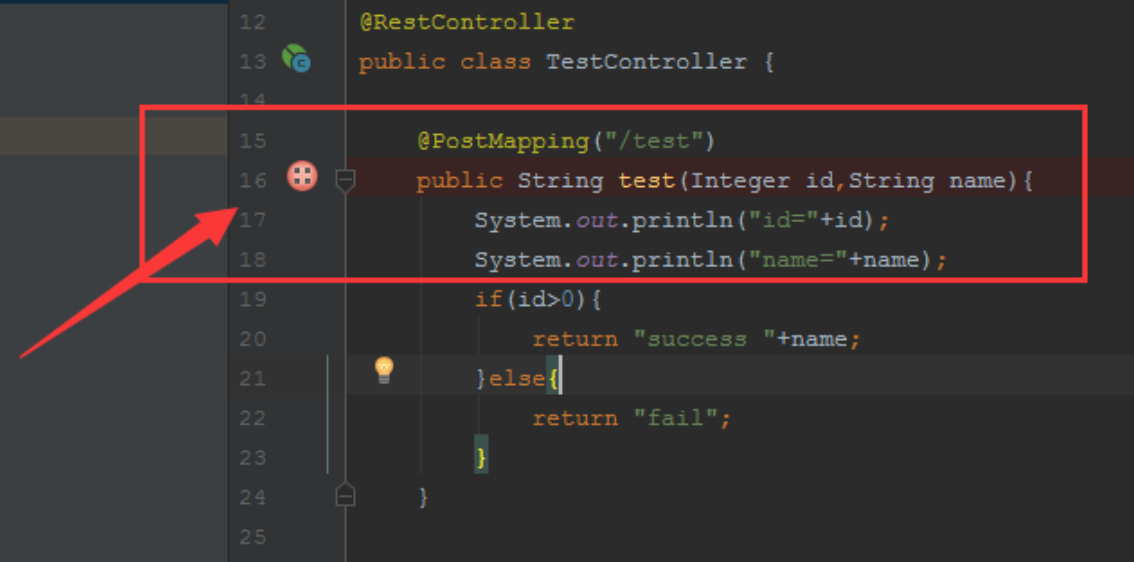 12 @RestController
13 public class TestController {
14
15 @PostMapping("/test")
16 public String test(Integer id,String name){
17 System.out.println("id="+id);
18 System.out.println("name="+name);
19 if(id>0){
20 return "success "+name;
21 }else{
22 return "fail";
23 }
24 }
25